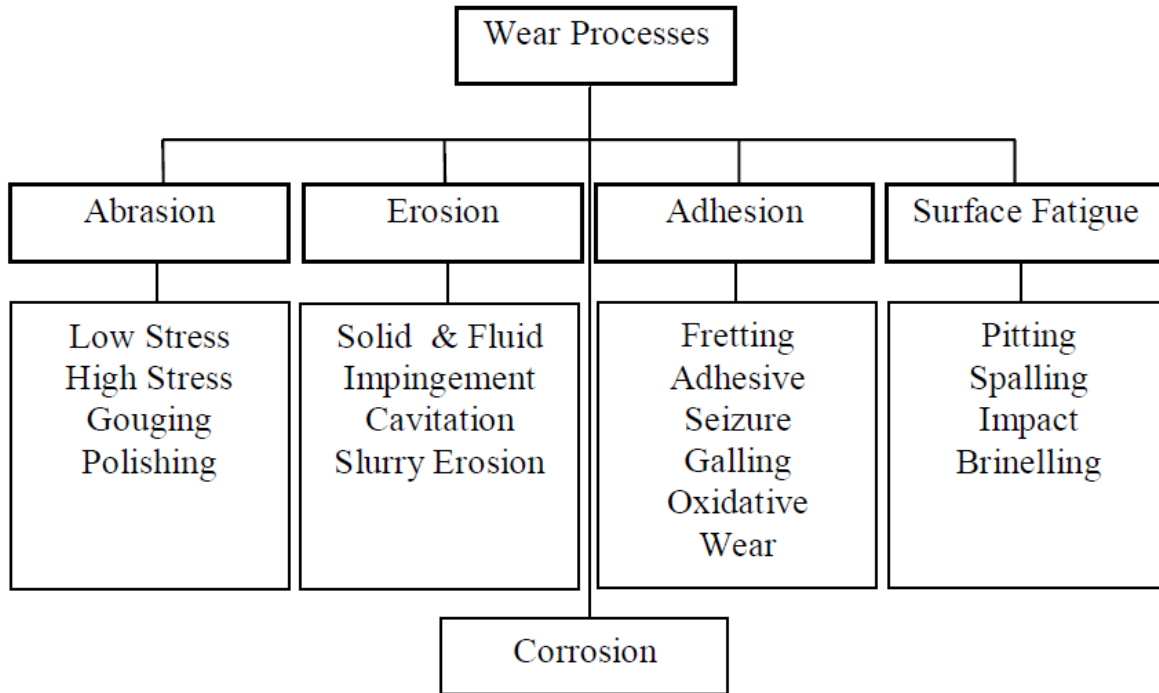 Wear Processes
Abrasion
Erosion
Adhesion
Surface Fatigue
Low Stress
High Stress
Gouging
Polishing
Solid & Fluid
Impingement
Cavitation
Slurry Erosion
Fretting
Adhesive
Seizure
Galling
Oxidative
Wear
Pitting
Spalling
Impact
Brinelling
Corrosion